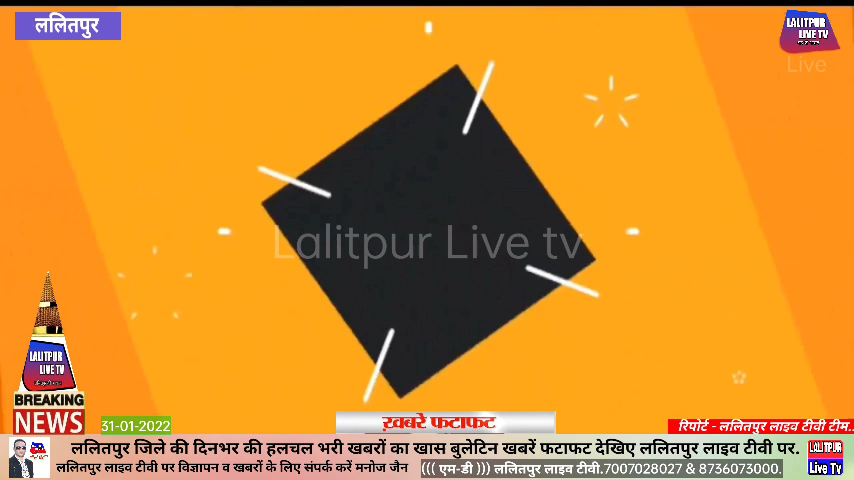 ललितपुर
LALITPUR
LIVE TV
Live
Lalitpur Live tv
LALITPUR
LIVE TV
BREAKING
NEWS
31-01-2022
ख़बरे फटाफट
रिपोर्ट - ललितपुर लाइव टीवी टीम..
ललितपुर जिले की दिनभर की हलचल भरी खबरों का खास बुलेटिन खबरें फटाफट देखिए ललितपुर लाइव टीवी पर.
ललितपुर लाइव टीवी पर विज्ञापन व खबरों के लिए संपर्क करें मनोज जैन ((( एम-डी ))) ललितपुर लाइव टीवी.7007028027 & 8736073000.
LALITPUR
Live Tv